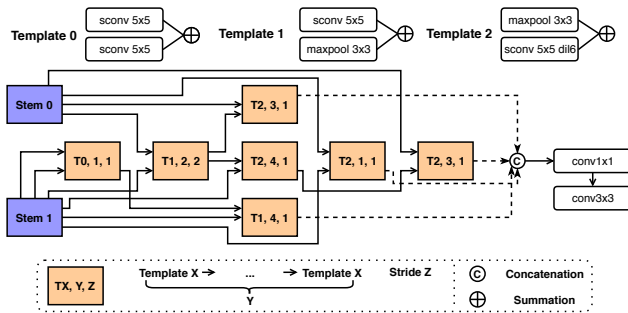 Template 0
sconv 5x5
sconv 5x5
Template 1
sconv 5x5
maxpool 3x3
Template 2
maxpool 3x3
sconv 5x5 dil6
Stem 0
T2, 3, 1
T0, 1, 1
T1, 2, 2
T2, 4, 1
T2, 1, 1
T2, 3, 1
C
conv1x1
conv3x3
Stem 1
T1, 4, 1
TX, Y, Z
Template X ... Template X
Y
Stride Z
C Concatenation
Summation